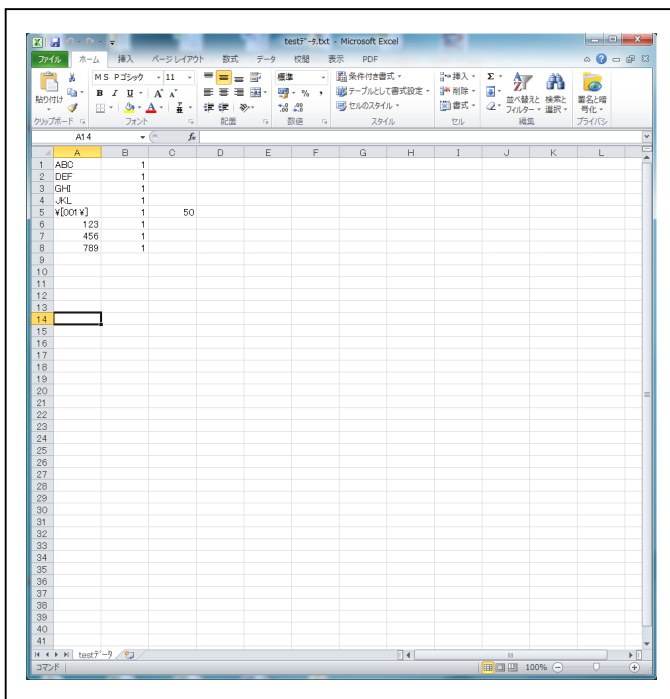 testデータ.txt - Microsoft Excel
ファイル ホーム 挿入 ページ レイアウト 数式 データ 校閲 表示 PDF
ＭＳ Ｐゴシック 11 標準 条件付き書式 挿入 Σ
貼り付け B I U A A % , テーブルとして書式設定 削除 並べ替えと フィルター 検索と 選択 署名と暗 号化
A セルのスタイル 書式
クリップボード フォント 配置 数値 スタイル セル 編集 プライバシ
A14 fx
A B C D E F G H I J K L
1 ABC 1
2 DEF 1
3 GHI 1
4 JKL 1
5 ¥[001¥] 1 50
6 123 1
7 456 1
8 789 1
9
10
11
12
13
14
15
16
17
18
19
20
21
22
23
24
25
26
27
28
29
30
31
32
33
34
35
36
37
38
39
40
41
testデータ
コマンド 100%